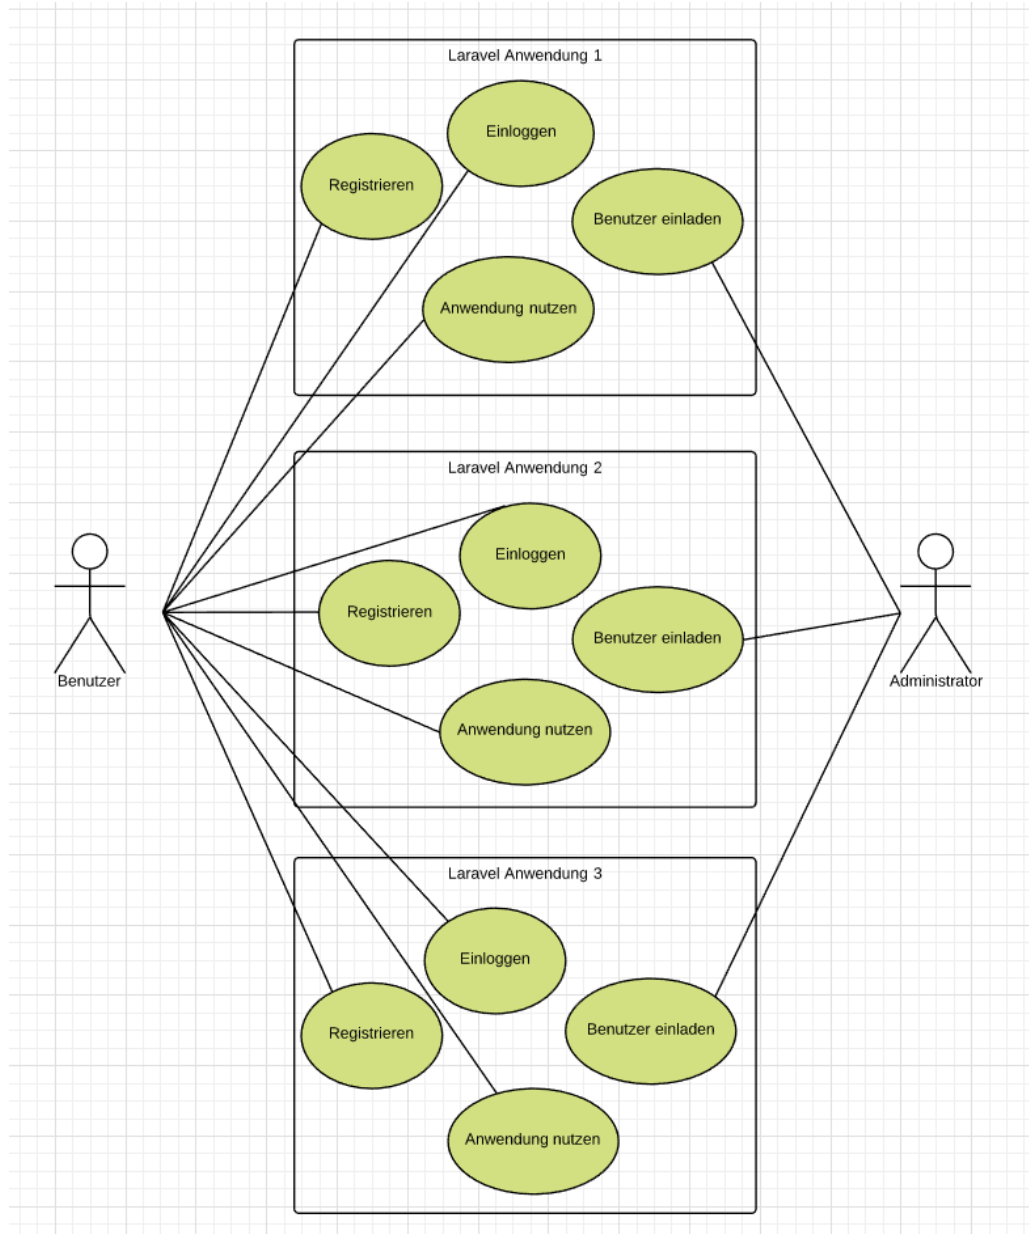 Laravel Anwendung 1
Einloggen
Registrieren
Benutzer einladen
Anwendung nutzen
Laravel Anwendung 2
Einloggen
Registrieren
Benutzer einladen
Benutzer
Administrator
Anwendung nutzen
Laravel Anwendung 3
Einloggen
Benutzer einladen
Registrieren
Anwendung nutzen